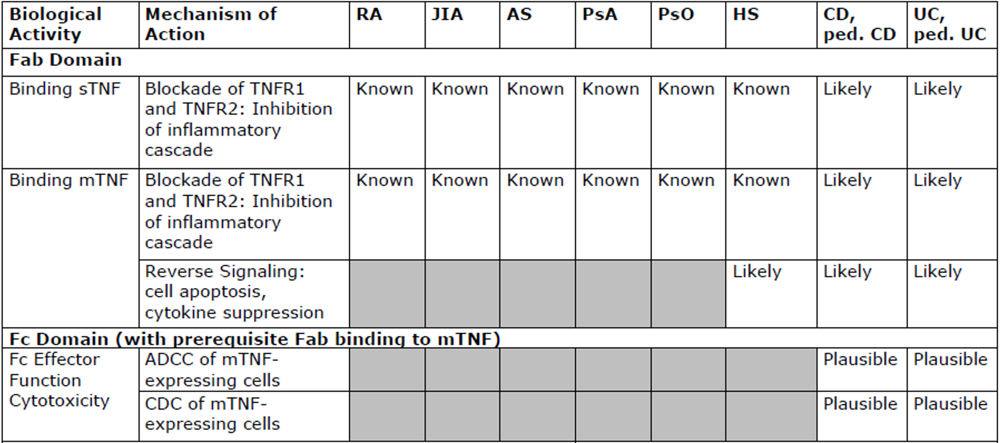 Biological Activity | Mechanism of Action | RA | JIA | AS | PsA | PsO | HS | CD, ped. CD | UC, ped. UC
Fab Domain
Binding sTNF | Blockade of TNFR1 and TNFR2: Inhibition of inflammatory cascade | Known | Known | Known | Known | Known | Known | Likely | Likely
Binding mTNF | Blockade of TNFR1 and TNFR2: Inhibition of inflammatory cascade | Known | Known | Known | Known | Known | Known | Likely | Likely
Reverse Signaling: cell apoptosis, cytokine suppression | Likely | Likely | Likely
Fc Domain (with prerequisite Fab binding to mTNF)
Fc Effector Function Cytotoxicity | ADCC of mTNF-expressing cells | Plausible | Plausible
CDC of mTNF-expressing cells | Plausible | Plausible